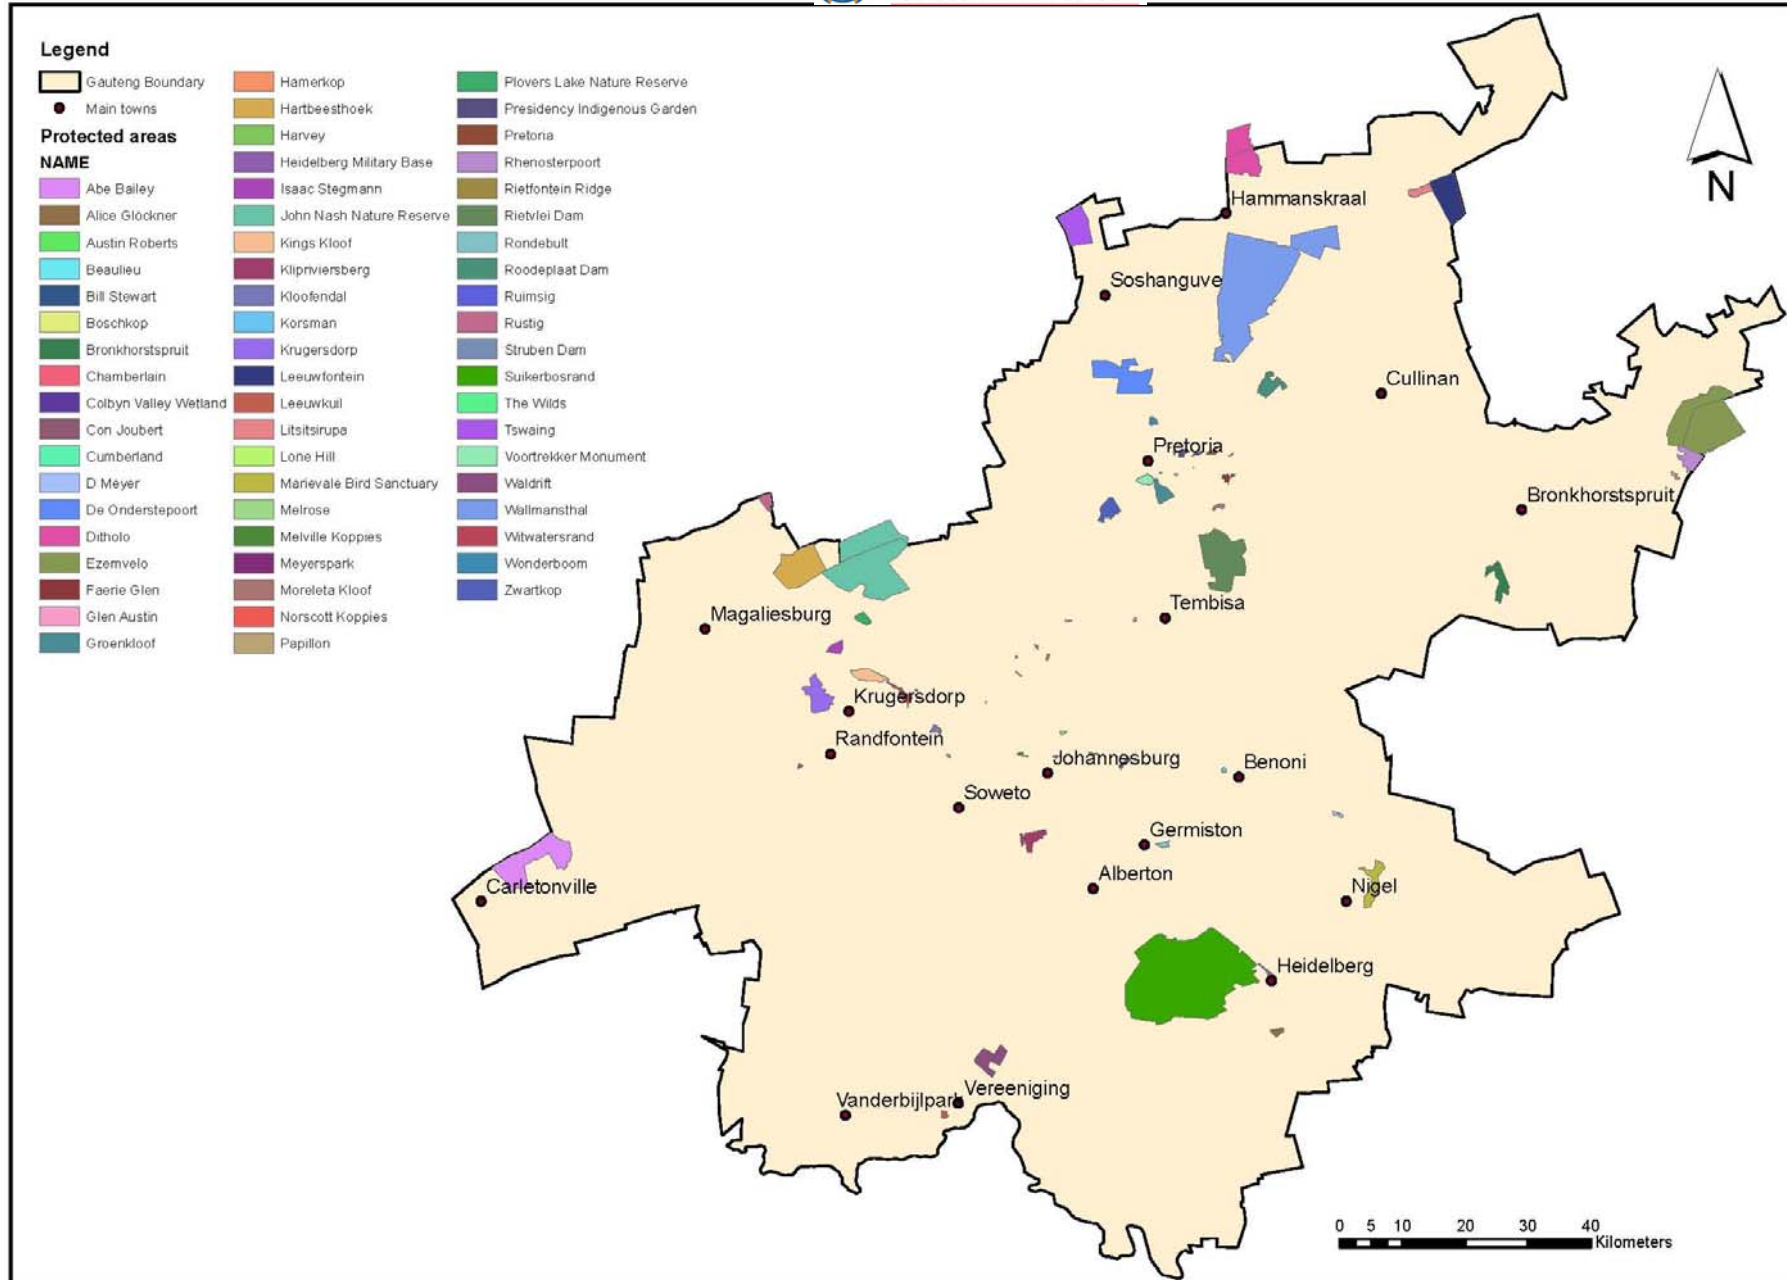 Legend
Gauteng Boundary
Main towns
Protected areas
NAME
Abe Bailey
Alice Glöckner
Austin Roberts
Beaulieu
Bill Stewart
Boschkop
Bronkhorstspruit
Chamberlain
Colbyn Valley Wetland
Con Joubert
Cumberland
D Meyer
De Onderstepoort
Ditholo
Ezemvelo
Faerie Glen
Glen Austin
Groenkloof
Hamerkop
Hartbeesthoek
Harvey
Heidelberg Military Base
Isaac Stegmann
John Nash Nature Reserve
Kings Kloof
Klipriviersberg
Kloofendal
Korsman
Krugersdorp
Leeuwfontein
Leeuwkuil
Litsitsirupa
Lone Hill
Marievale Bird Sanctuary
Melrose
Melville Koppies
Meyerspark
Moreleta Kloof
Norscott Koppies
Papillon
Plovers Lake Nature Reserve
Presidency Indigenous Garden
Pretoria
Rhenosterpoort
Rietfontein Ridge
Rietvlei Dam
Rondebult
Roodeplaat Dam
Ruimsig
Rustig
Struben Dam
Suikerbosrand
The Wilds
Tswaing
Voortrekker Monument
Waldrift
Wallmansthal
Witwatersrand
Wonderboom
Zwartkop
N
Hammanskraal
Soshanguve
Cullinan
Pretoria
Bronkhorstspruit
Tembisa
Magaliesburg
Krugersdorp
Randfontein
Johannesburg
Benoni
Soweto
Germiston
Alberton
Carletonville
Nigel
Heidelberg
Vereeniging
Vanderbijlpark
0 5 10 20 30 40
Kilometers